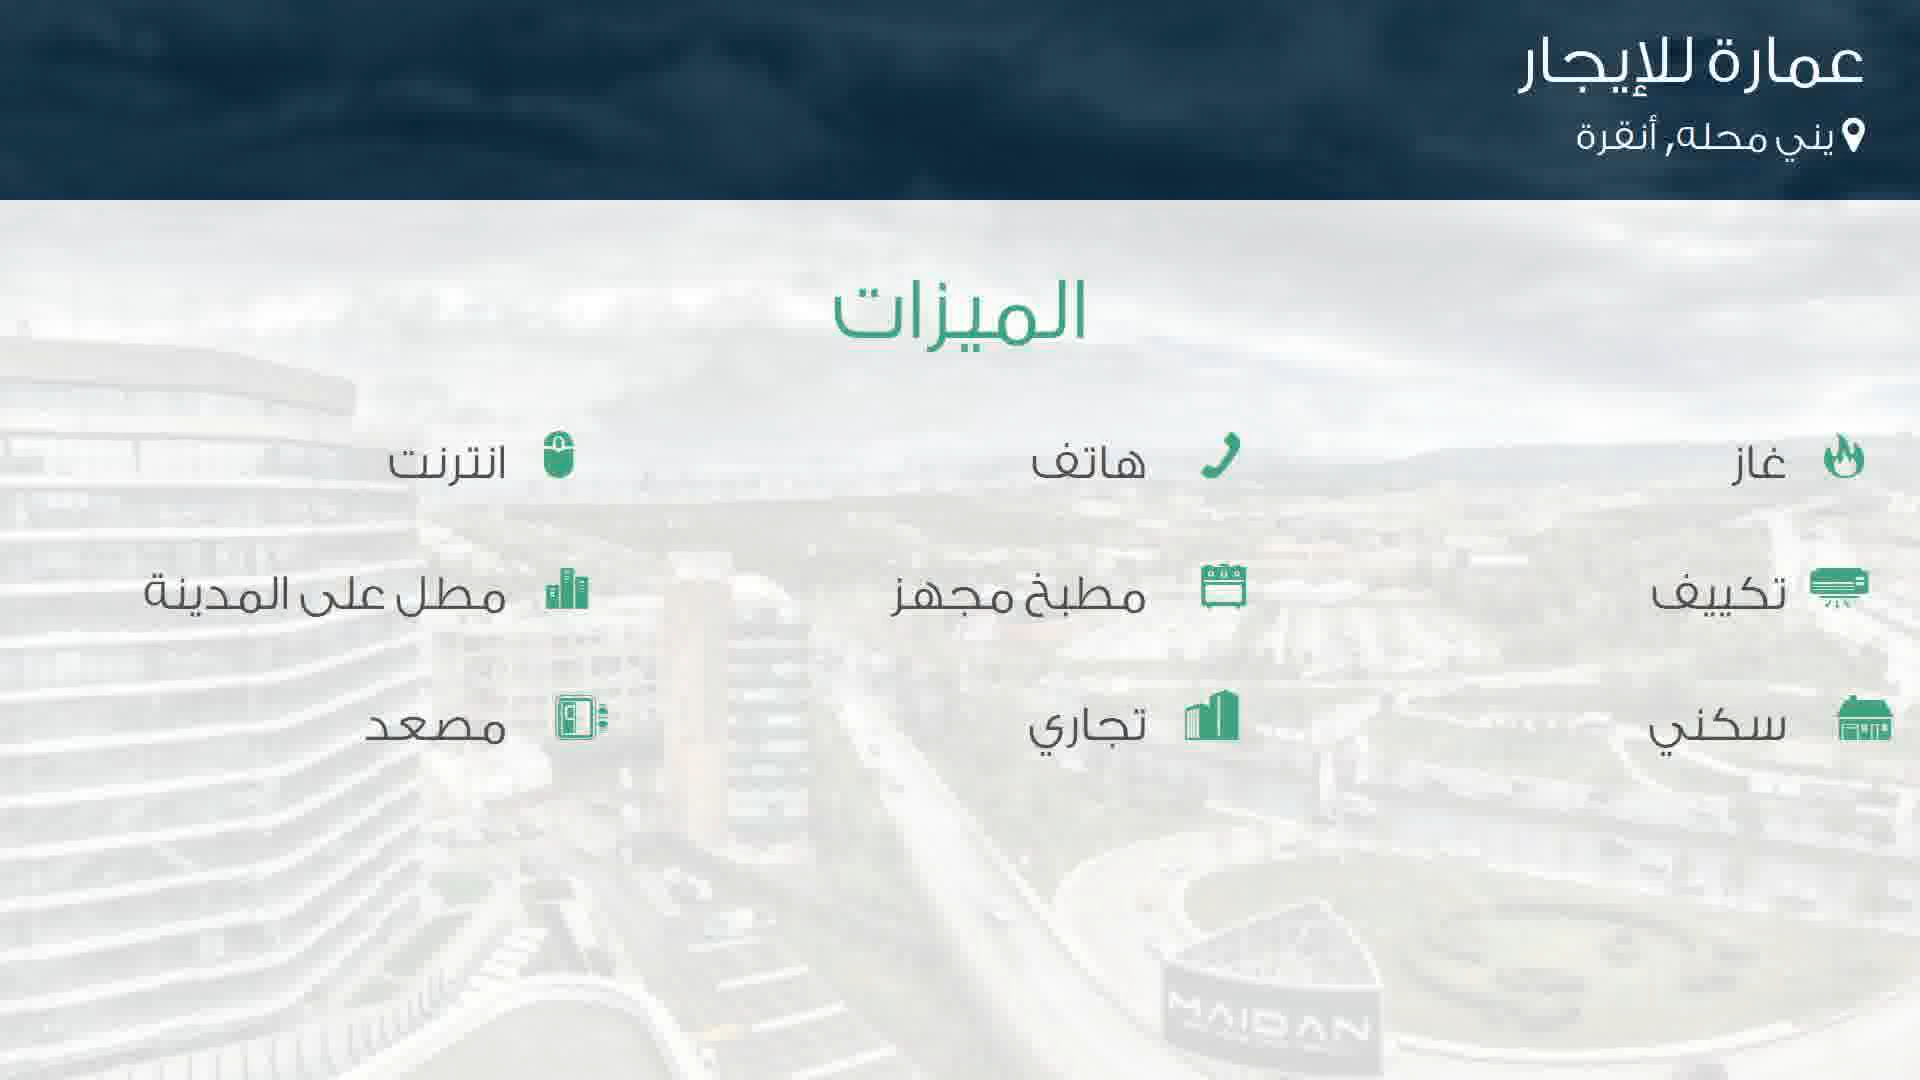 عمارة للإيجار
يني محله, أنقرة
الميزات
غاز
هاتف
انترنت
تكييف
مطبخ مجهز
مطل على المدينة
سكني
تجاري
مصعد
MAIDAN